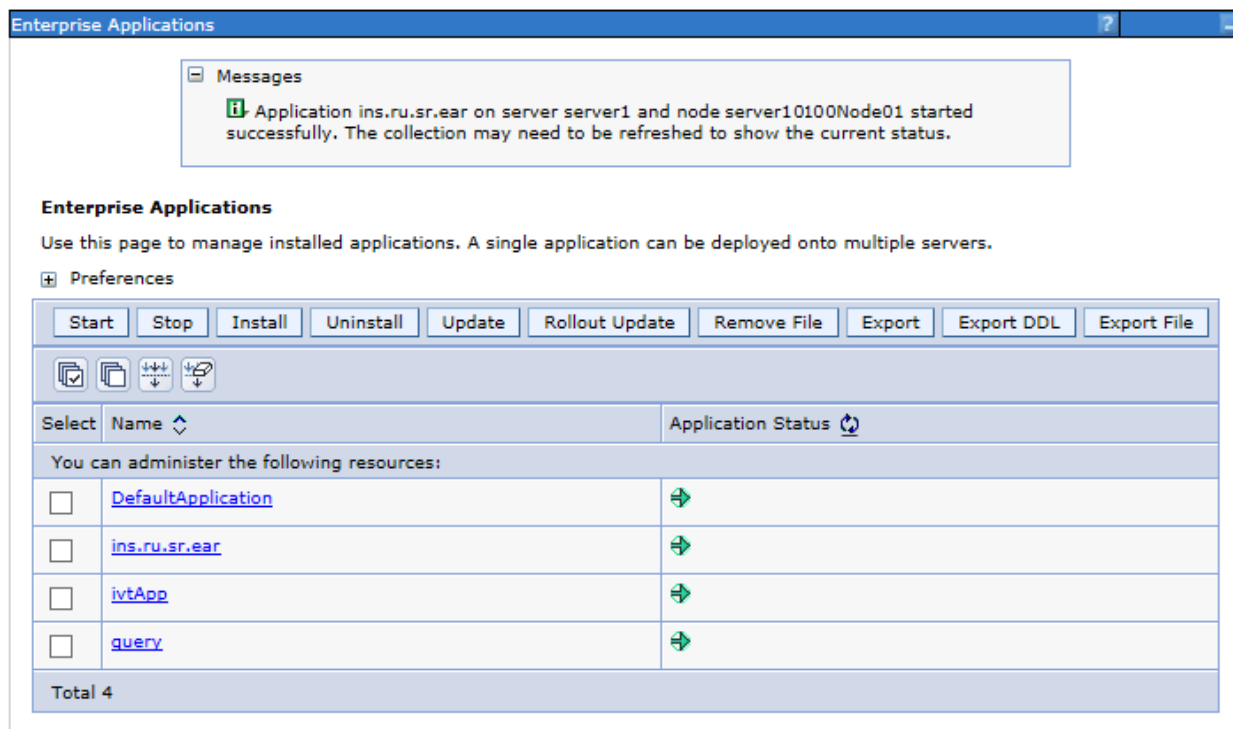 Enterprise Applications ?
Messages
Application ins.ru.sr.ear on server server1 and node server10100Node01 started
successfully. The collection may need to be refreshed to show the current status.
Enterprise Applications
Use this page to manage installed applications. A single application can be deployed onto multiple servers.
Preferences
Start Stop Install Uninstall Update Rollout Update Remove File Export Export DDL Export File
Select Name Application Status
You can administer the following resources:
DefaultApplication
ins.ru.sr.ear
ivtApp
query
Total 4